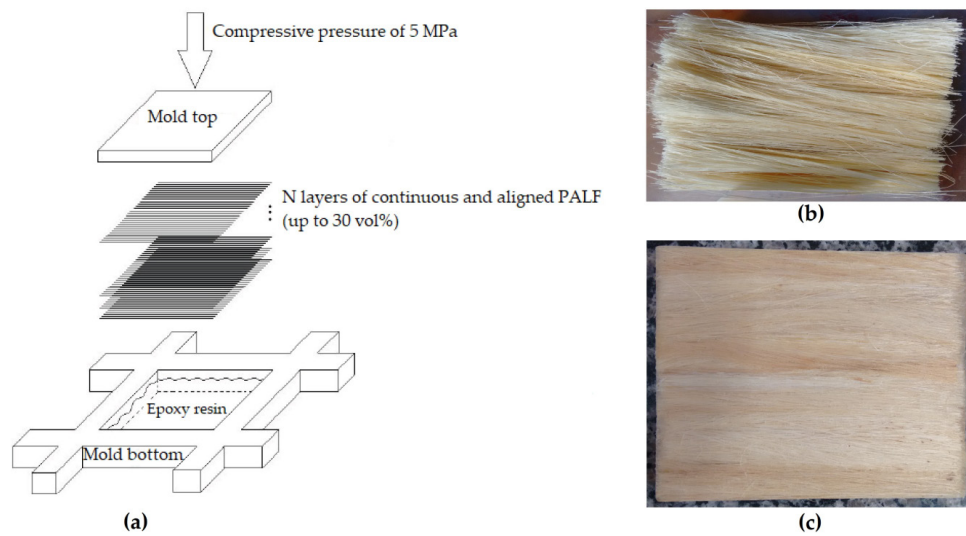 Compressive pressure of 5 MPa
Mold top
N layers of continuous and aligned PALF
(up to 30 vol%)
Epoxy resin
Mold bottom
(a)
(b)
(c)